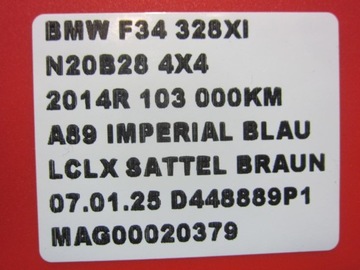 BMW F34 328XI
N20B28 4X4
2014R 103 000KM
A89 IMPERIAL BLAU
LCLX SATTEL BRAUN
07.01.25 D448889P1
MAG00020379